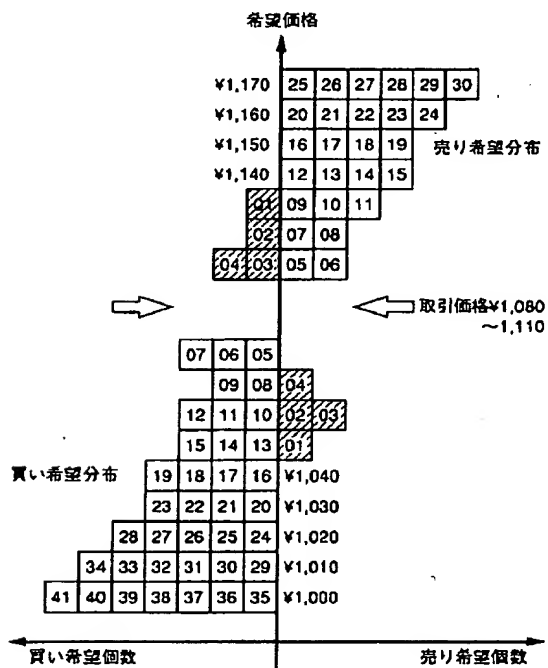 希望価格
¥1,170 25 26 27 28 29 30
¥1,160 20 21 22 23 24
¥1,150 16 17 18 19
売り希望分布
¥1,140 12 13 14 15
01 09 10 11
02 07 08
04 03 05 06
取引価格¥1,080
～1,110
07 06 05
09 08 04
12 11 10 02 03
15 14 13 01
買い希望分布
19 18 17 16 ¥1,040
23 22 21 20 ¥1,030
28 27 26 25 24 ¥1,020
34 33 32 31 30 29 ¥1,010
41 40 39 38 37 36 35 ¥1,000
買い希望個数
売り希望個数